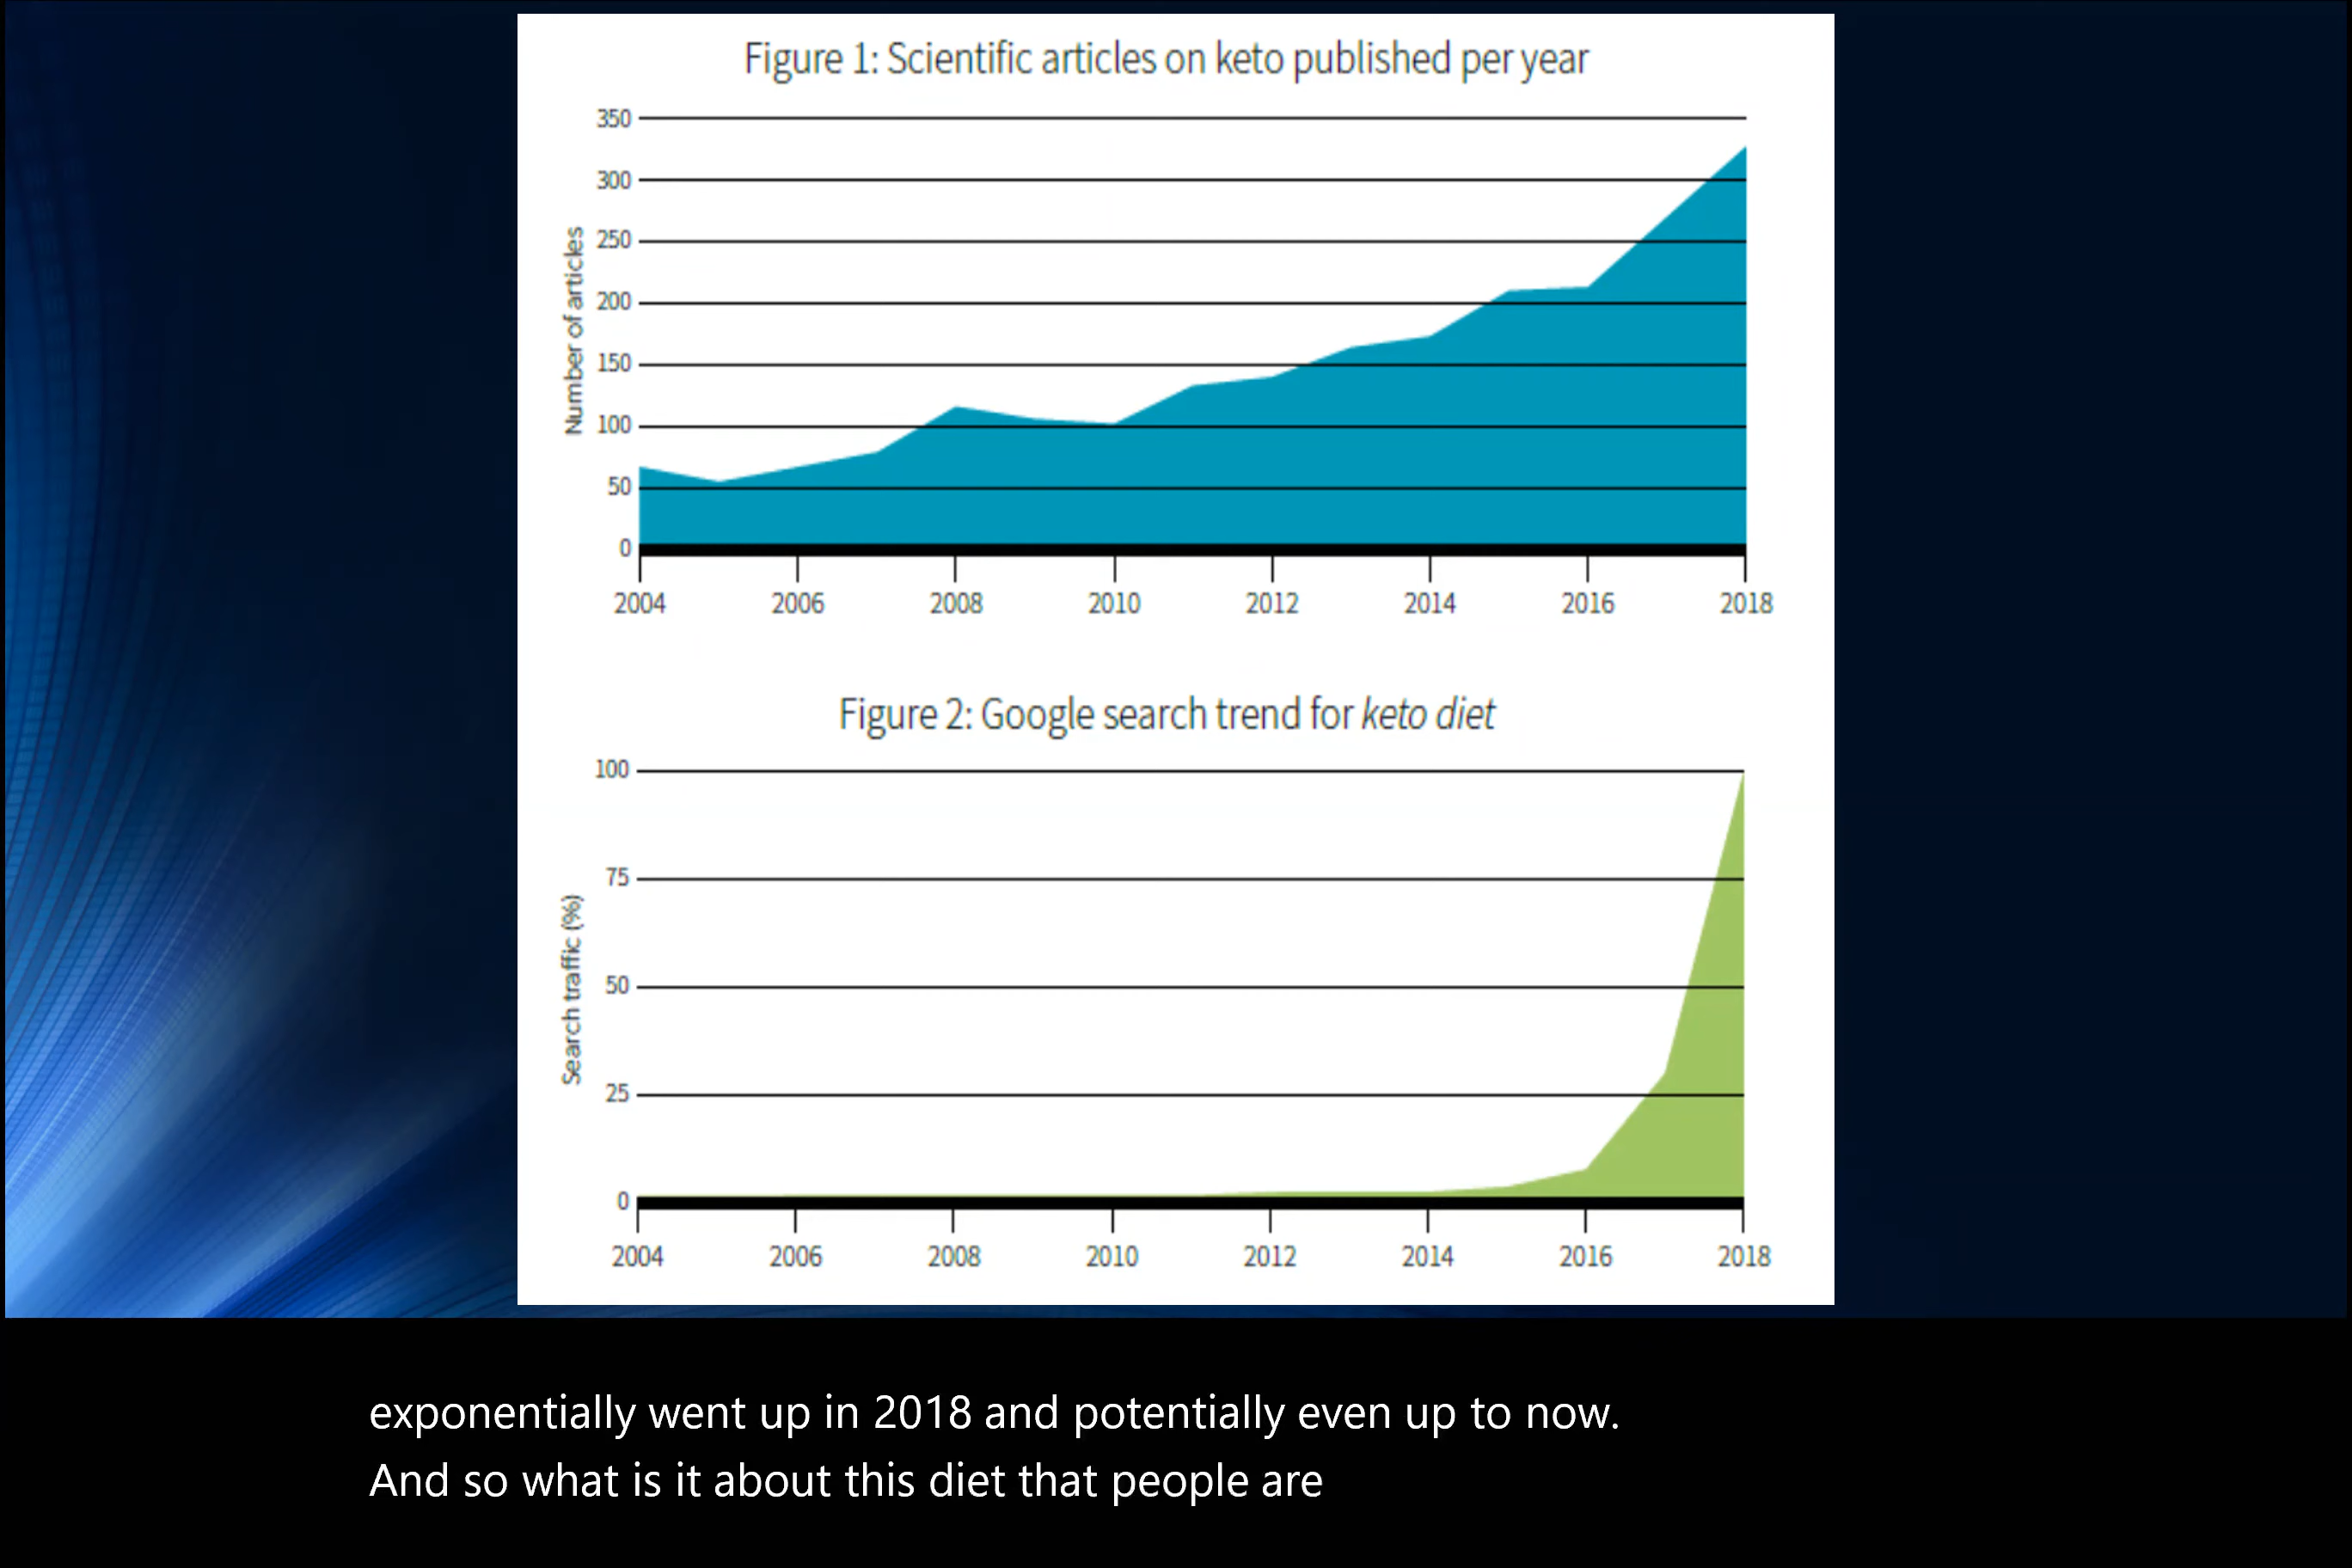 Figure 1: Scientific articles on keto published per year
350
300
250
200
150
100
50
0
Number of articles
2004 2006 2008 2010 2012 2014 2016 2018
Figure 2: Google search trend for keto diet
100
75
50
25
0
Search traffic (%)
2004 2006 2008 2010 2012 2014 2016 2018
exponentially went up in 2018 and potentially even up to now.
And so what is it about this diet that people are